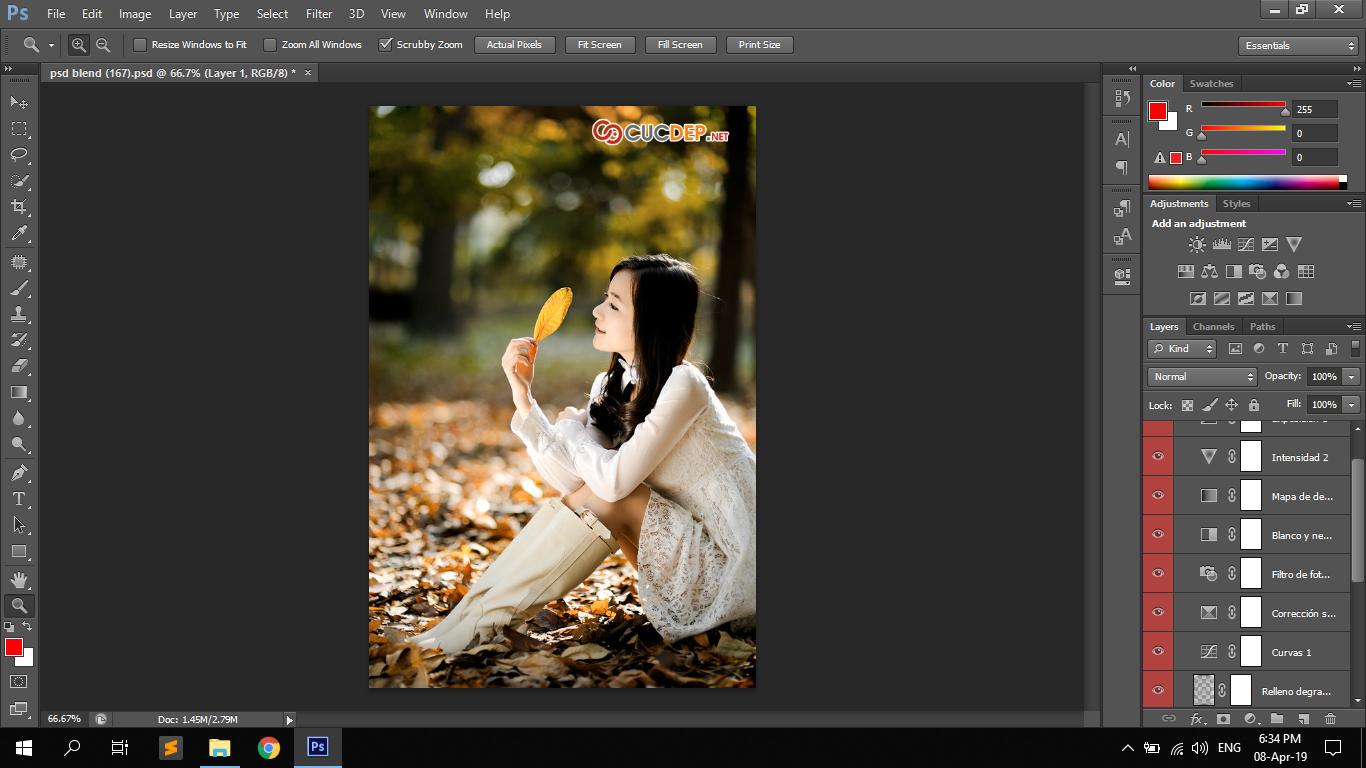 Ps File Edit Image Layer Type Select Filter 3D View Window Help
Resize Windows to Fit Zoom All Windows Scrubby Zoom Actual Pixels Fit Screen Fill Screen Print Size Essentials
psd blend (167).psd @ 66.7% (Layer 1, RGB/8) * ×
CUCDEP.NET
Color Swatches
R 255
G 0
B 0
Adjustments Styles
Add an adjustment
Layers Channels Paths
Kind
Normal Opacity: 100%
Lock: Fill: 100%
Intensidad 2
Mapa de de...
Blanco y ne...
Filtro de fot...
Corrección s...
Curvas 1
Relleno degra...
fx
66.67% Doc: 1.45M/2.79M
Ps ENG 6:34 PM
08-Apr-19